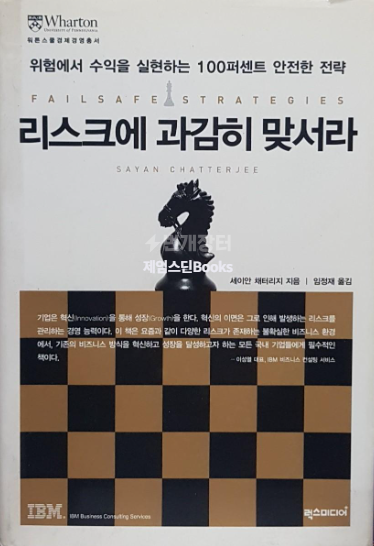 Wharton
UNIVERSITY OF PENNSYLVANIA
와튼스쿨경제경영총서
위험에서 수익을 실현하는 100퍼센트 안전한 전략
FAILSAFE STRATEGIES
리스크에 과감히 맞서라
SAYAN CHATTERJEE
번개장터
제임스딘Books
세이안 채터리지 지음 | 임정재 옮김
기업은 혁신(Innovation)을 통해 성장(Growth)을 한다. 혁신의 이면은 그로 인해 발생하는 리스크를
관리하는 경영 능력이다. 이 책은 요즘과 같이 다양한 리스크가 존재하는 불확실한 비즈니스 환경
에서, 기존의 비즈니스 방식을 혁신하고 성장을 달성하고자 하는 모든 국내 기업들에게 필수적인
책이다.
- 이성열 대표, IBM 비즈니스 컨설팅 서비스
IBM. IBM Business Consulting Services
럭스미디어